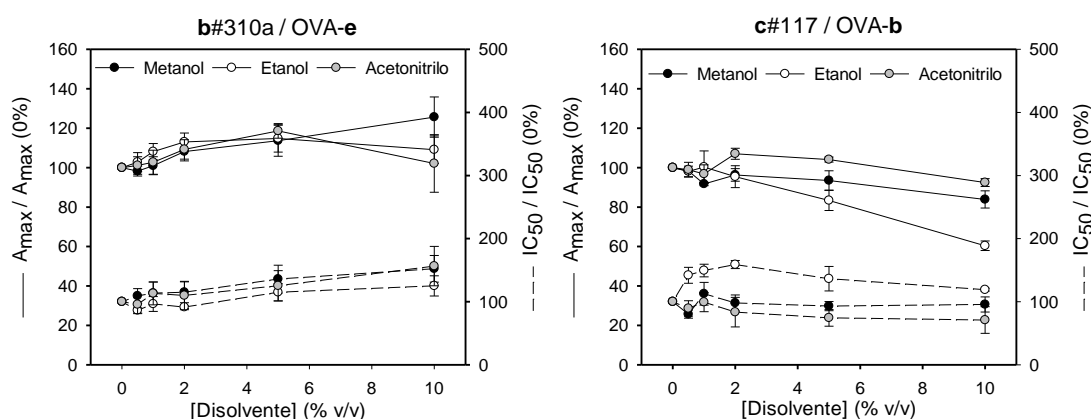 b#310a / OVA-e
Metanol Etanol Acetonitrilo
160
140
120
100
80
60
40
20
0
500
400
300
200
100
0
0 2 4 6 8 10
[Disolvente] (% v/v)
—— Amax / Amax (0%)
--- IC50 / IC50 (0%)
c#117 / OVA-b
Metanol Etanol Acetonitrilo
160
140
120
100
80
60
40
20
0
500
400
300
200
100
0
0 2 4 6 8 10
[Disolvente] (% v/v)
—— Amax / Amax (0%)
--- IC50 / IC50 (0%)